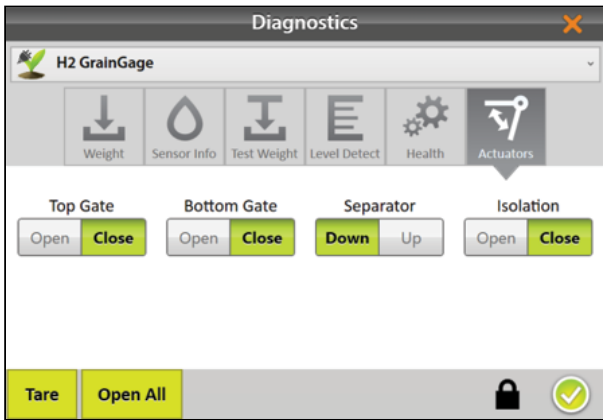 Diagnostics
H2 GrainGage
Weight Sensor Info Test Weight Level Detect Health Actuators
Top Gate Bottom Gate Separator Isolation
Open Close Open Close Down Up Open Close
Tare Open All